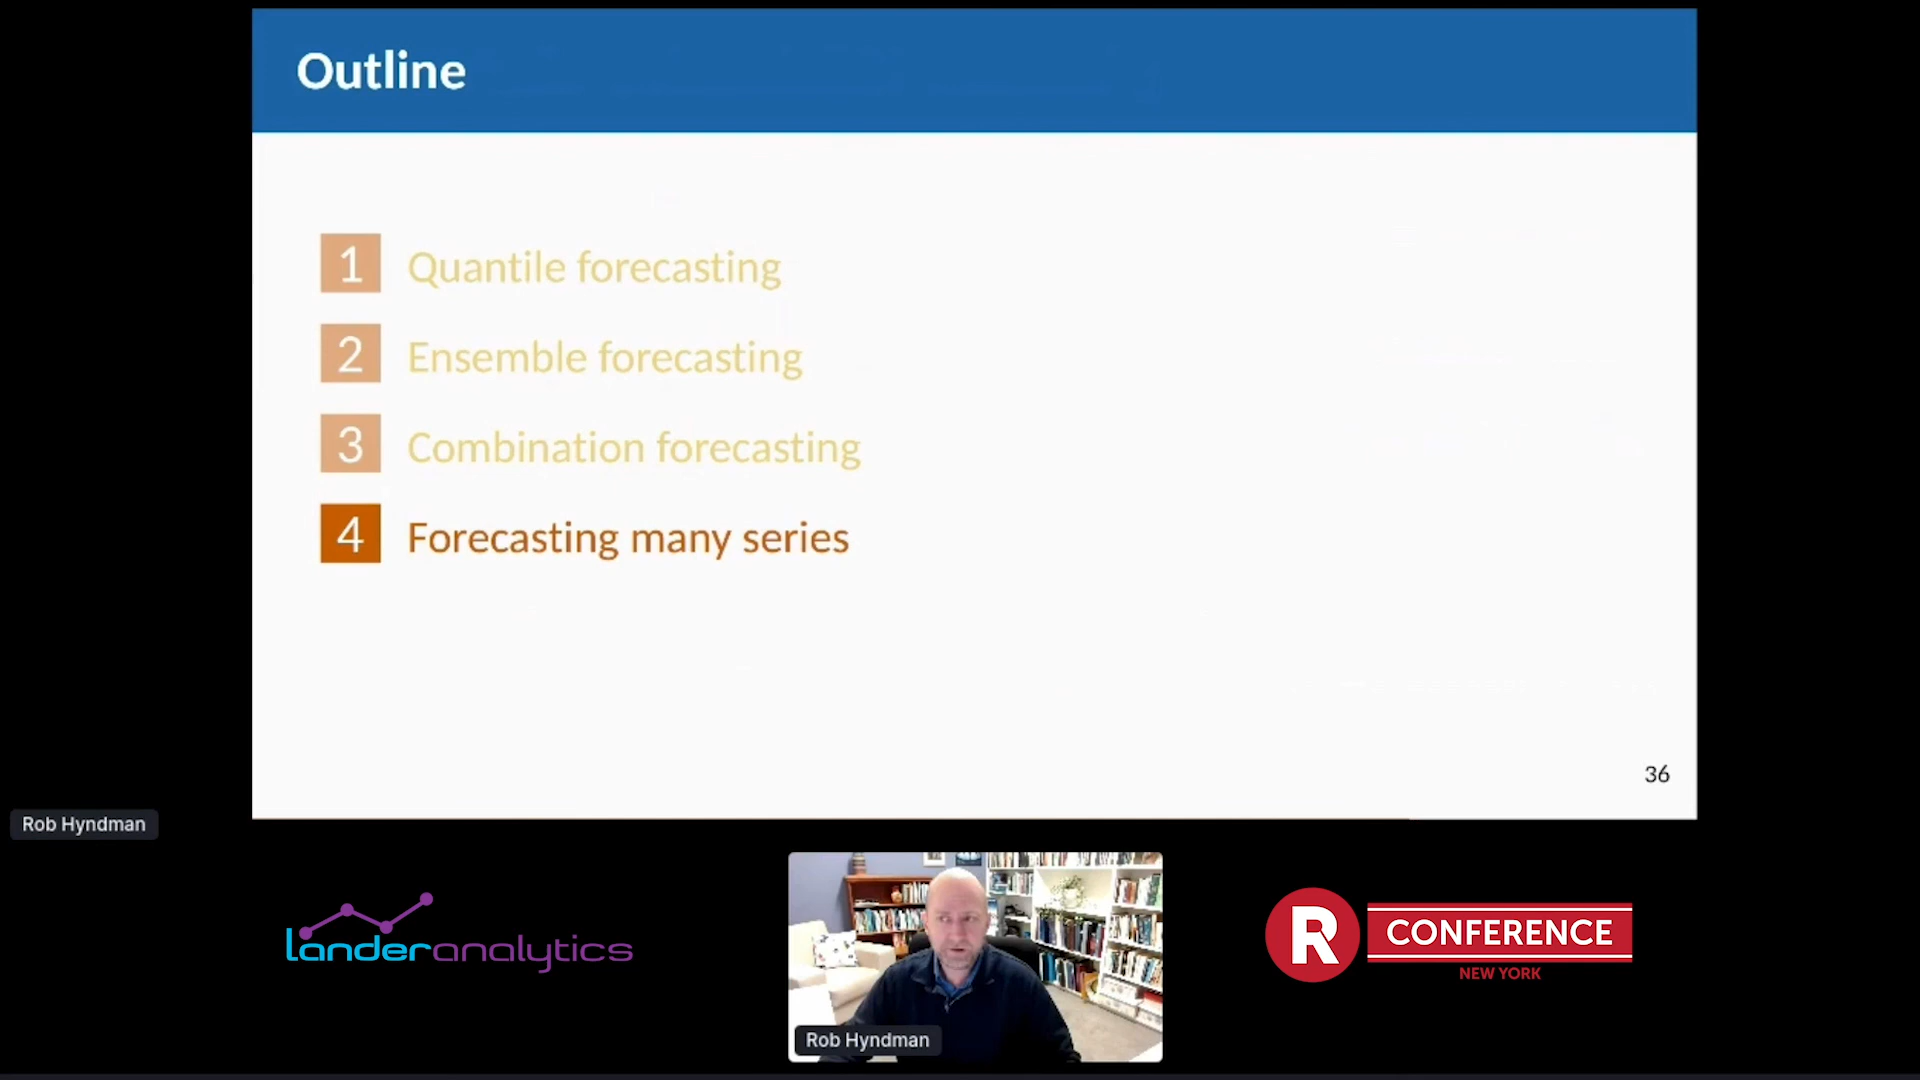 Outline
1 Quantile forecasting
2 Ensemble forecasting
3 Combination forecasting
4 Forecasting many series
36
Rob Hyndman
landeranalytics
Rob Hyndman
R CONFERENCE
NEW YORK